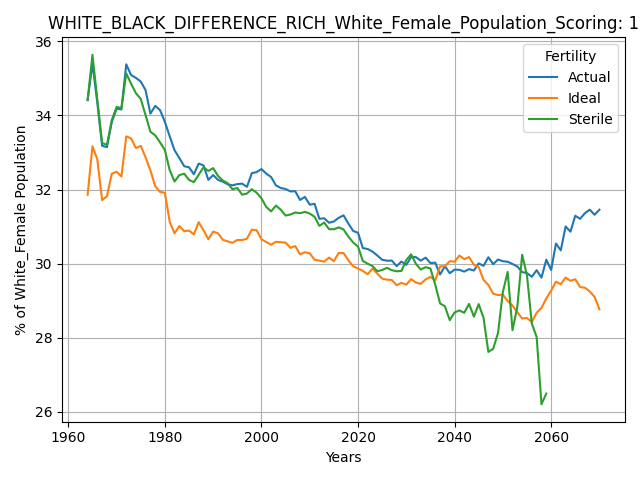 WHITE_BLACK_DIFFERENCE_RICH_White_Female_Population_Scoring: 1
Fertility
Actual
Ideal
Sterile
% of White_Female Population
36
34
32
30
28
26
1960
1980
2000
2020
2040
2060
Years